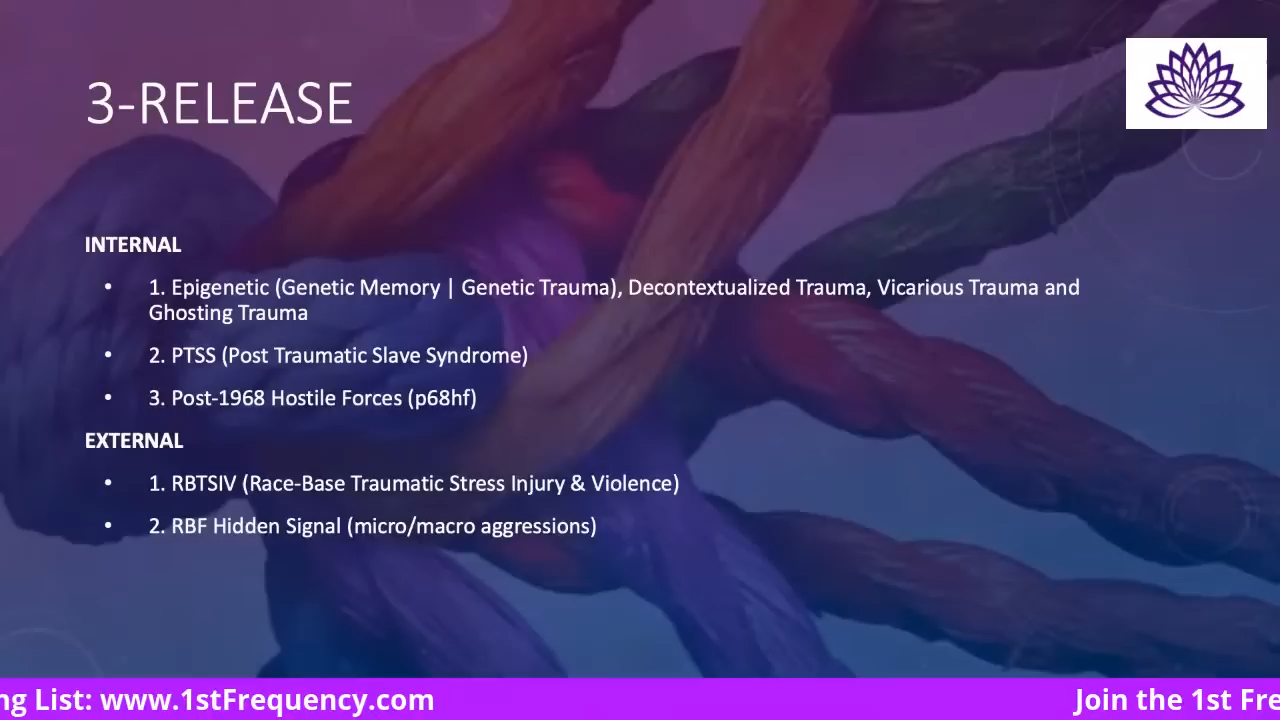 3-RELEASE
INTERNAL
• 1. Epigenetic (Genetic Memory | Genetic Trauma), Decontextualized Trauma, Vicarious Trauma and
Ghosting Trauma
• 2. PTSS (Post Traumatic Slave Syndrome)
• 3. Post-1968 Hostile Forces (p68hf)
EXTERNAL
• 1. RBTSIV (Race-Base Traumatic Stress Injury & Violence)
• 2. RBF Hidden Signal (micro/macro aggressions)
ng List: www.1stFrequency.com Join the 1st Fre